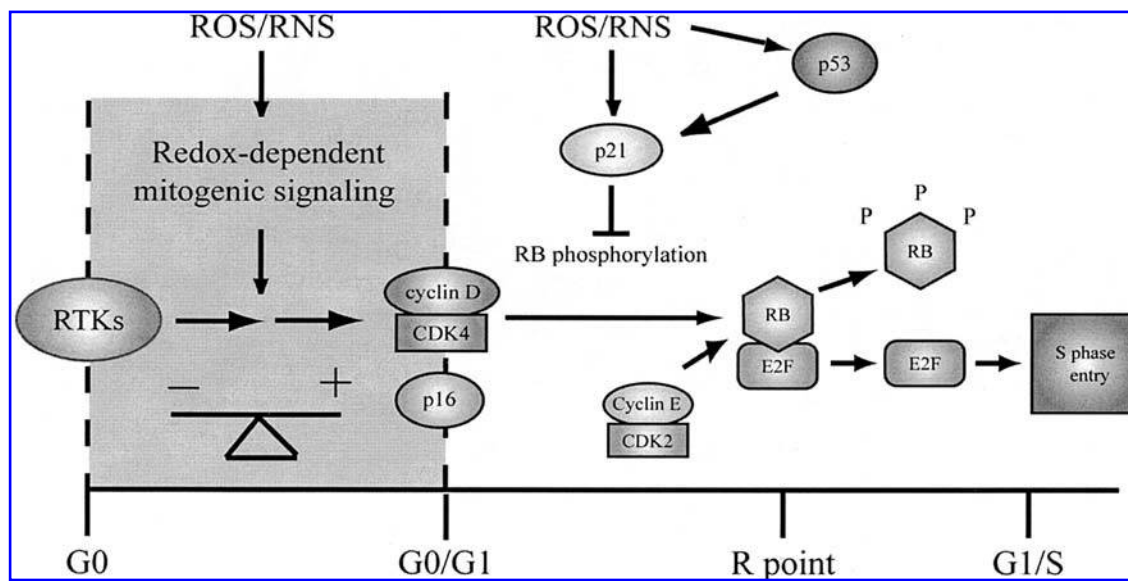 ROS/RNS
ROS/RNS
p53
Redox-dependent
mitogenic signaling
p21
P
P
P
RB
RB phosphorylation
RTKs
cyclin D
CDK4
RB
E2F
E2F
S phase
entry
− +
p16
Cyclin E
CDK2
G0
G0/G1
R point
G1/S